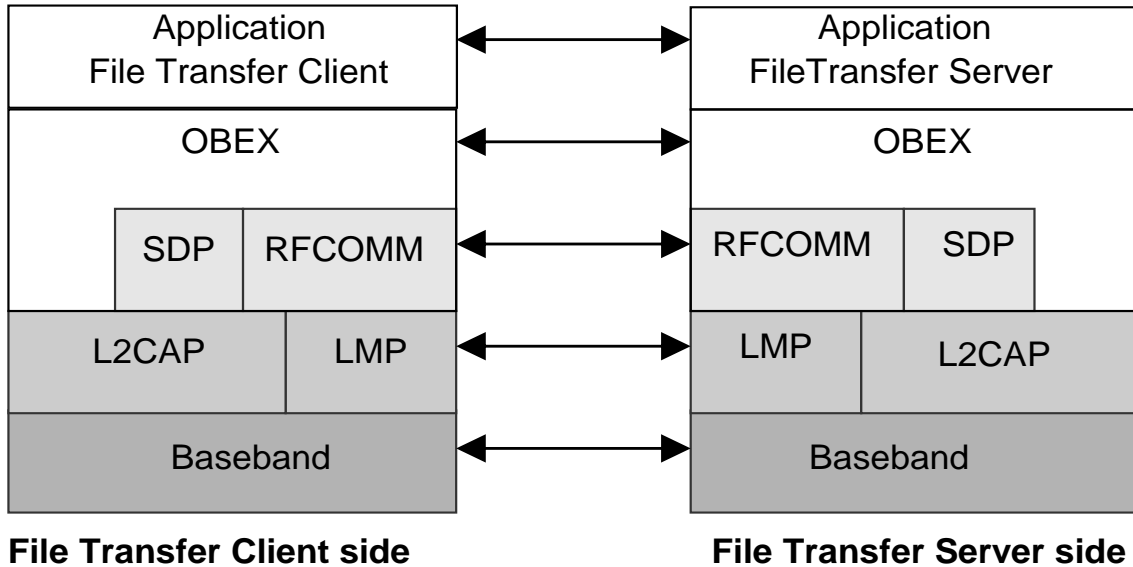 Application
File Transfer Client
Application
FileTransfer Server
OBEX
OBEX
SDP
RFCOMM
RFCOMM
SDP
L2CAP
LMP
LMP
L2CAP
Baseband
Baseband
File Transfer Client side
File Transfer Server side